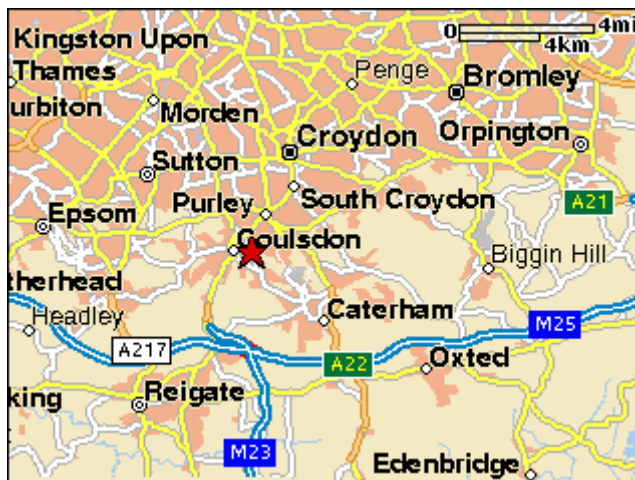 0 4mi
4km
Kingston Upon
Thames
Penge
Bromley
urbiton
Morden
Croydon
Orpington
Sutton
South Croydon
A21
Purley
Epsom
Coulsdon
Biggin Hill
therhead
Headley
Caterham
M25
A217
A22
Oxted
king
Reigate
M23
Edenbridge